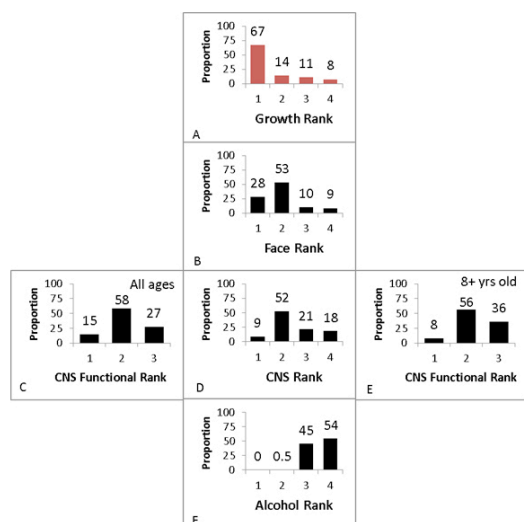 Proportion
100
75
50
25
0
67
14
11
8
1 2 3 4
Growth Rank
A
Proportion
100
75
50
25
0
28
53
10
9
1 2 3 4
Face Rank
B
Proportion
100
75
50
25
0
All ages
15
58
27
1 2 3
CNS Functional Rank
C
Proportion
100
75
50
25
0
9
52
21
18
1 2 3 4
CNS Rank
D
Proportion
100
75
50
25
0
8+ yrs old
8
56
36
1 2 3
CNS Functional Rank
E
Proportion
100
75
50
25
0
0
0.5
45
54
1 2 3 4
Alcohol Rank